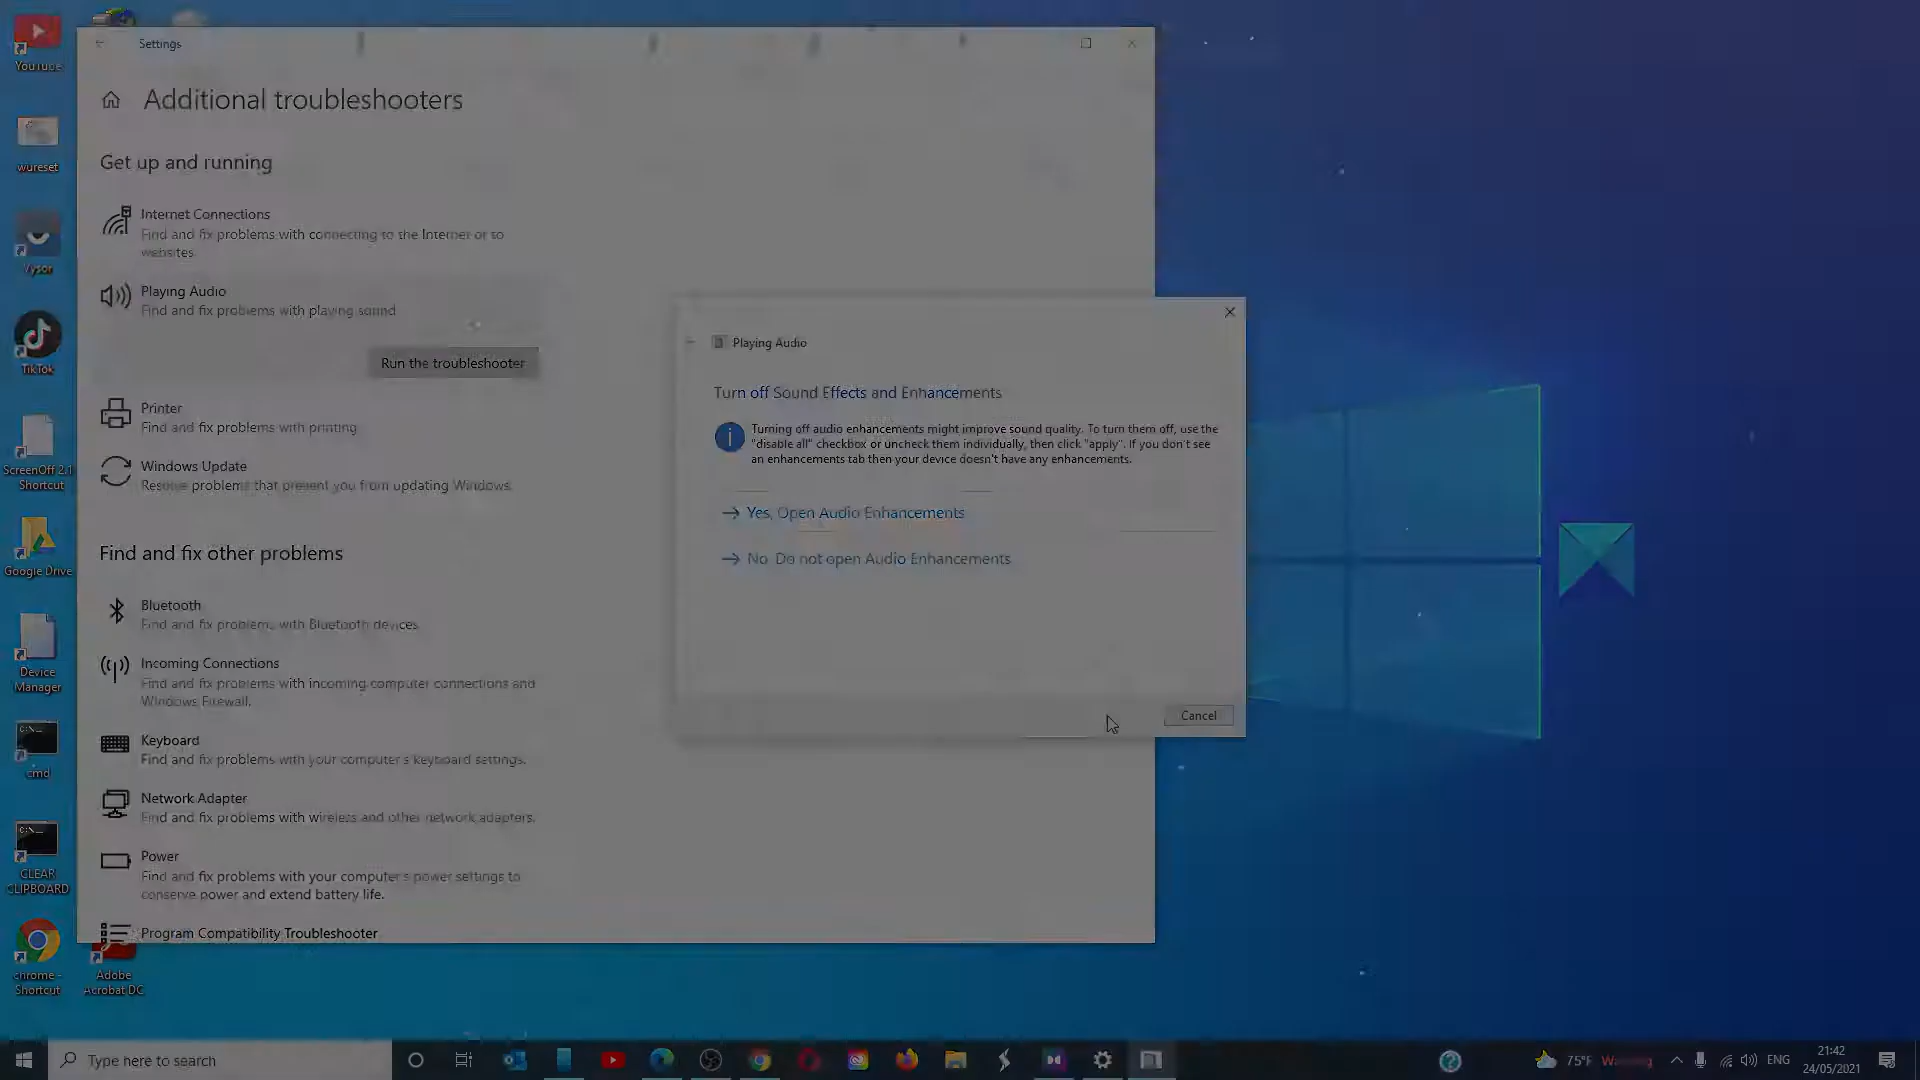 YouTube
wureset
Vysor
TikTok
ScreenOff 2.1
Shortcut
Google Drive
Device
Manager
cmd
CLEAR
CLIPBOARD
chrome -
Shortcut
Adobe
Acrobat DC
Settings
Additional troubleshooters
Get up and running
Internet Connections
Find and fix problems with connecting to the Internet or to
websites.
Playing Audio
Find and fix problems with playing sound
Run the troubleshooter
Printer
Find and fix problems with printing.
Windows Update
Resolve problems that prevent you from updating Windows.
Find and fix other problems
Bluetooth
Find and fix problems with Bluetooth devices
Incoming Connections
Find and fix problems with incoming computer connections and
Windows Firewall.
Keyboard
Find and fix problems with your computer's keyboard settings.
Network Adapter
Find and fix problems with wireless and other network adapters.
Power
Find and fix problems with your computer's power settings to
conserve power and extend battery life.
Program Compatibility Troubleshooter
Playing Audio
Turn off Sound Effects and Enhancements
Turning off audio enhancements might improve sound quality. To turn them off, use the
"disable all" checkbox or uncheck them individually, then click "apply". If you don't see
an enhancements tab then your device doesn't have any enhancements.
Yes, Open Audio Enhancements
No. Do not open Audio Enhancements
Cancel
Type here to search
75°F
ENG
21:42
24/05/2021